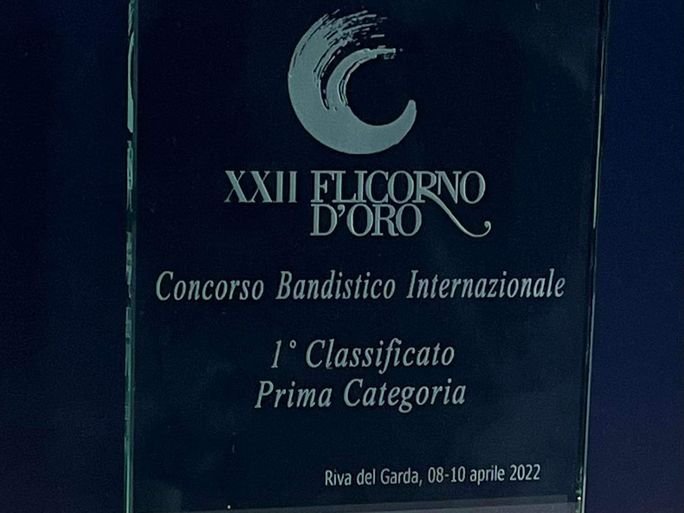 XXII FLICORNO
D'ORO
Concorso Bandistico Internazionale
1° Classificato
Prima Categoria
Riva del Garda, 08-10 aprile 2022